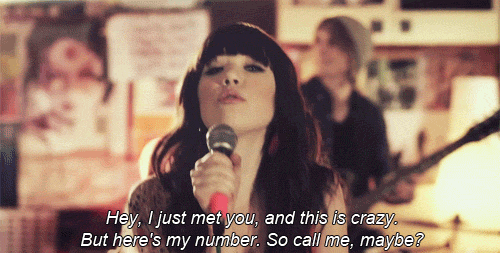 Hey, I just met you, and this is crazy.
But here's my number. So call me, maybe?